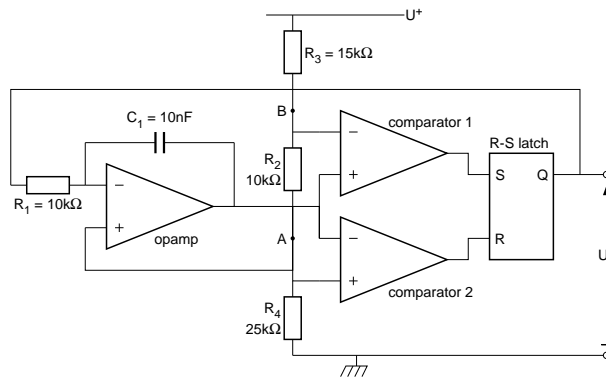 U+
R3 = 15kΩ
B
C1 = 10nF
comparator 1
R-S latch
R2
10kΩ
S
Q
R1 = 10kΩ
opamp
A
R
U
comparator 2
R4
25kΩ